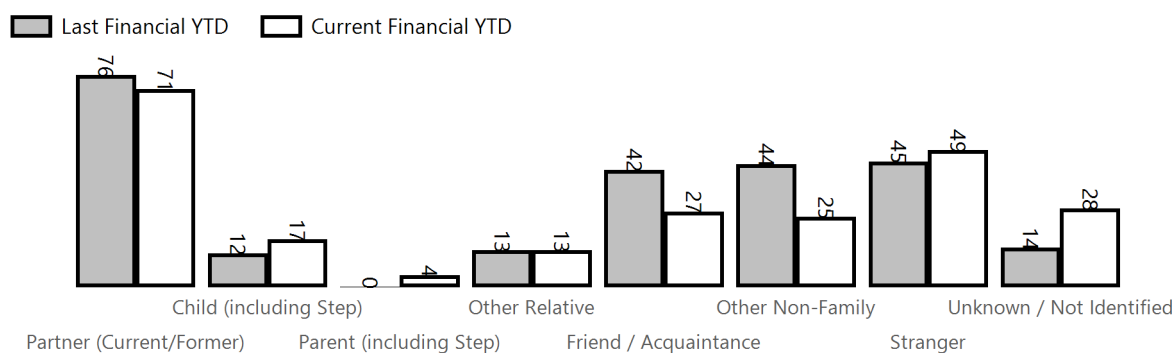 Last Financial YTD
Current Financial YTD
76
71
12
17
0
4
13
13
42
27
44
25
45
49
14
28
Child (including Step)
Other Relative
Other Non-Family
Unknown / Not Identified
Partner (Current/Former)
Parent (including Step)
Friend / Acquaintance
Stranger